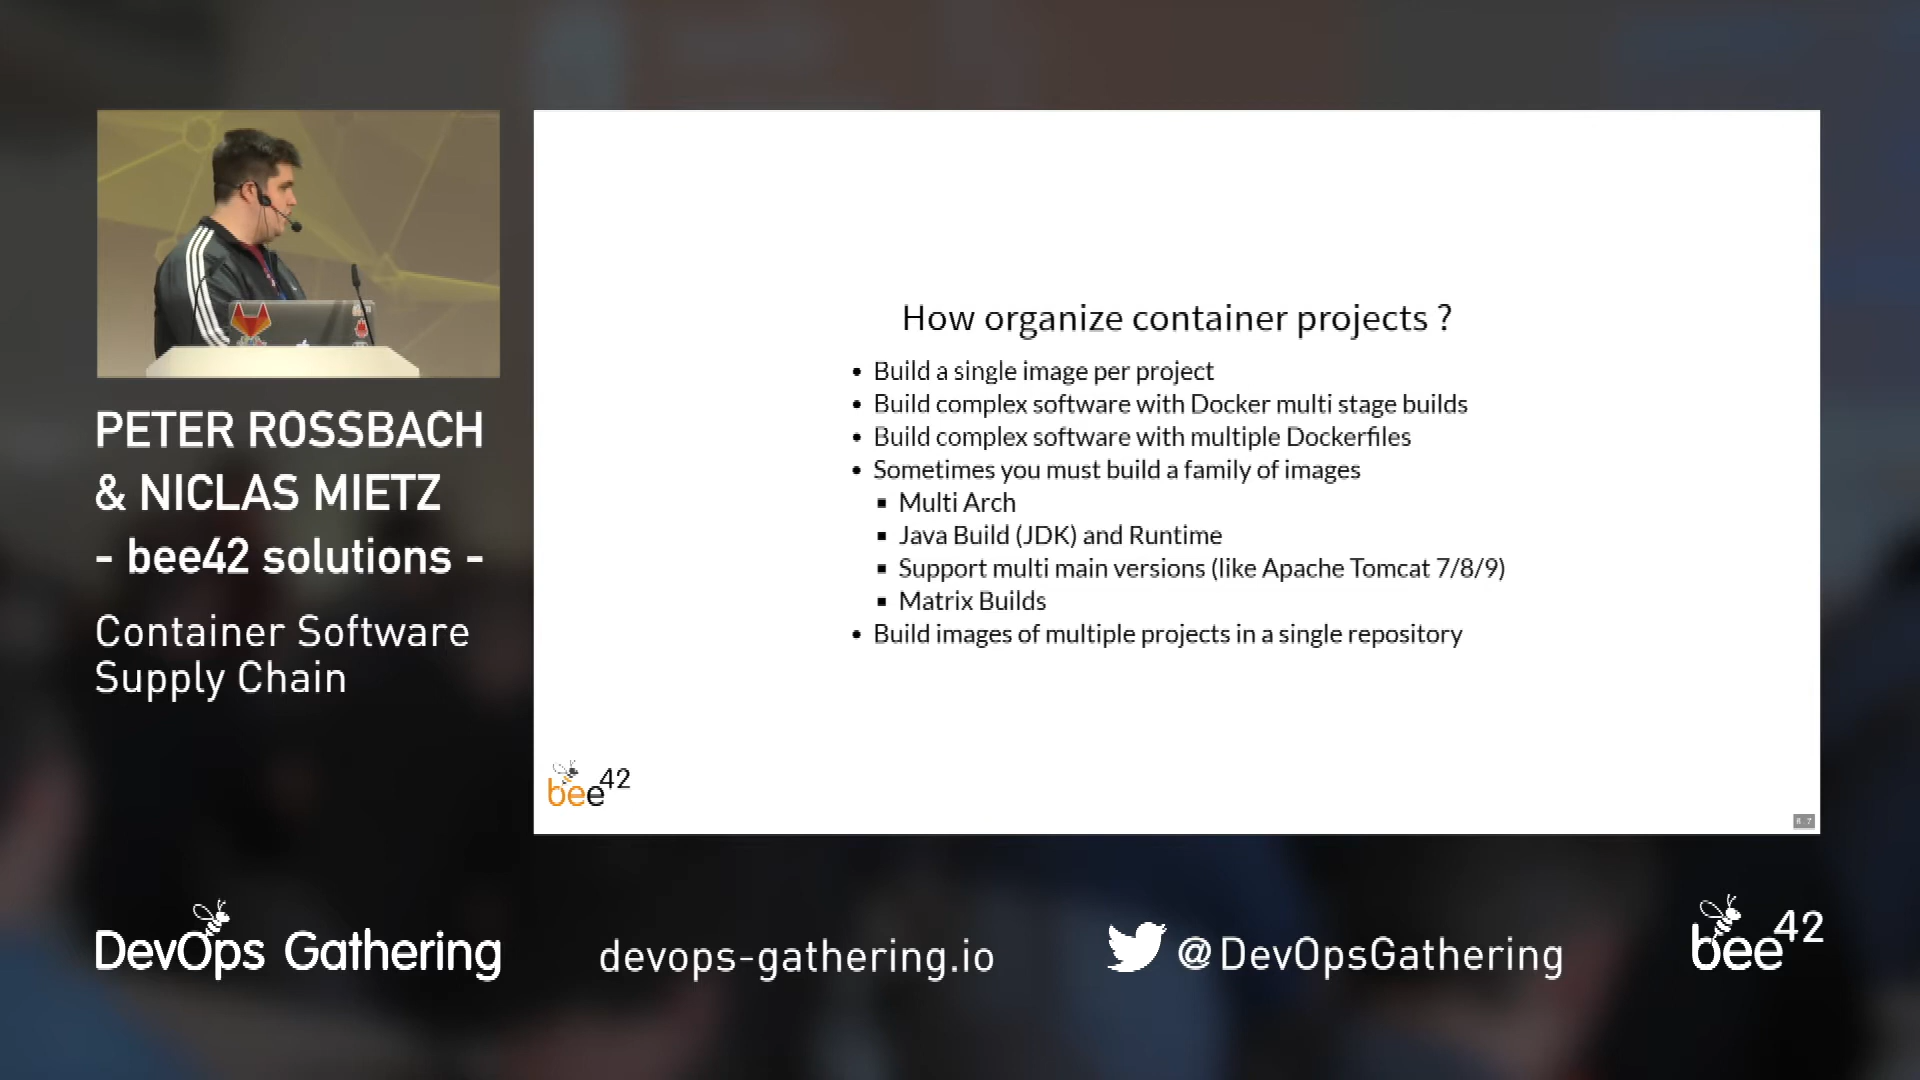 PETER ROSSBACH
& NICLAS MIETZ
- bee42 solutions -
Container Software
Supply Chain
How organize container projects ?
• Build a single image per project
• Build complex software with Docker multi stage builds
• Build complex software with multiple Dockerfiles
• Sometimes you must build a family of images
▪ Multi Arch
▪ Java Build (JDK) and Runtime
▪ Support multi main versions (like Apache Tomcat 7/8/9)
▪ Matrix Builds
• Build images of multiple projects in a single repository
bee42
DevOps Gathering
devops-gathering.io
@DevOpsGathering
bee42